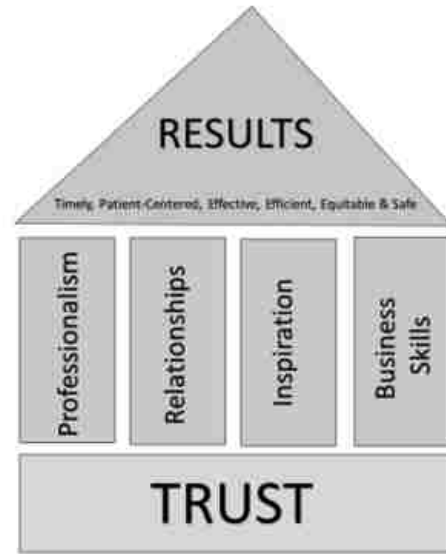 RESULTS
Timely, Patient-Centered, Effective, Efficient, Equitable & Safe
Professionalism
Relationships
Inspiration
Business
Skills
TRUST